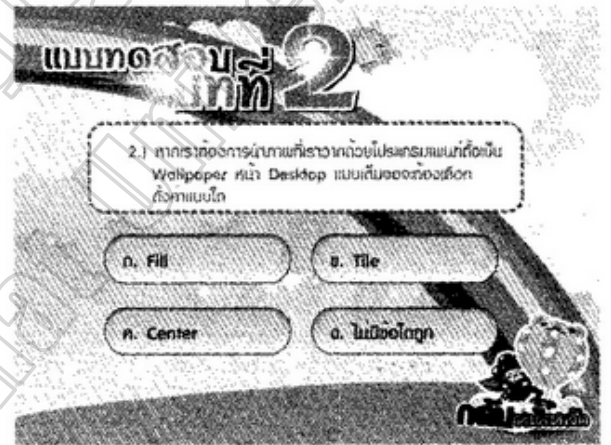 แบบทดสอบ
บทที่ 2
2.) หากเราต้องการนำภาพที่เราวาดด้วยโปรแกรมเพนท์ตั้งเป็น
Wallpaper หน้า Desktop แบบเต็มจอจะต้องเลือก
ตั้งค่าแบบใด
ก. Fill
ข. Tile
ค. Center
ง. ไม่มีข้อใดถูก